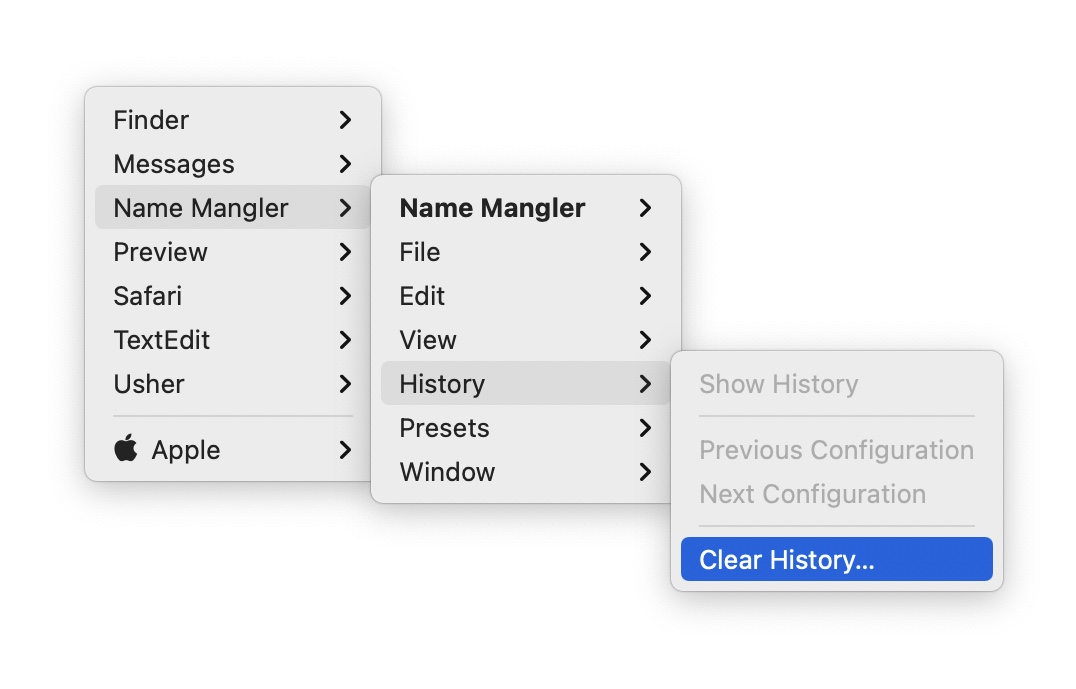 Finder
Messages
Name Mangler
Preview
Safari
TextEdit
Usher
Apple
Name Mangler
File
Edit
View
History
Presets
Window
Show History
Previous Configuration
Next Configuration
Clear History...